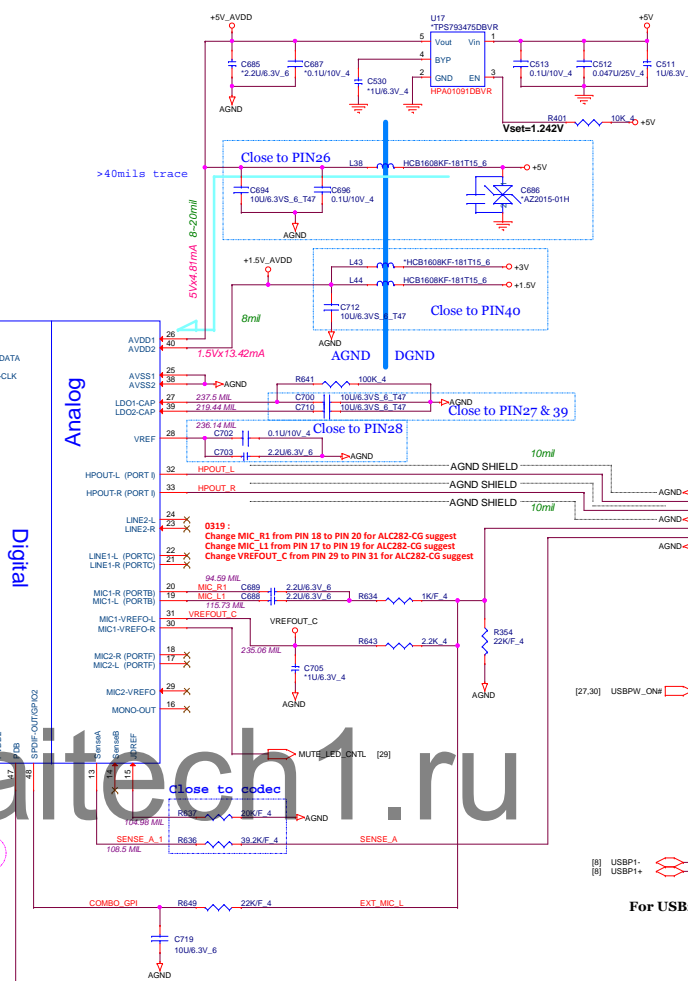 +5V_AVDD
U17
*TPS793475DBVR
+5V
5 Vout Vin 1
4 BYP
2 GND EN 3
HPA01091DBVR
C685
*2.2U/6.3V_6
C687
*0.1U/10V_4
C530
*1U/6.3V_4
C513
0.1U/10V_4
C512
0.047U/25V_4
C511
1U/6.3V_
AGND
R401 10K_4 +5V
Vset=1.242V
Close to PIN26
>40mils trace
L38 HCB1608KF-181T15_6 +5V
C694
10U/6.3VS_6_T47
C696
0.1U/10V_4
C686
*AZ2015-01H
AGND
5Vx4.81mA 8~20mil
+1.5V_AVDD
L43 *HCB1608KF-181T15_6 +3V
L44 HCB1608KF-181T15_6 +1.5V
C712
10U/6.3VS_6_T47
Close to PIN40
8mil
AGND
1.5Vx13.42mA
AGND DGND
Digital
Analog
DATA
-CLK
AVDD1 26
AVDD2 40
AVSS1 25
AVSS2 38
AGND
R641 100K_4
LDO1-CAP 27 237.5 MIL C700 10U/6.3VS_6_T47
LDO2-CAP 39 219.44 MIL C710 10U/6.3VS_6_T47
AGND
Close to PIN27 & 39
VREF 28 236.14 MIL
C702 0.1U/10V_4
C703 2.2U/6.3V_6 AGND
Close to PIN28
HPOUT-L (PORT I) 32 HPOUT_L
HPOUT-R (PORT I) 33 HPOUT_R
10mil
AGND SHIELD
AGND SHIELD
AGND SHIELD
10mil
AGND
AGND
AGND
LINE2-L 24
LINE2-R 23
LINE1-L (PORTC) 22
LINE1-R (PORTC) 21
0319 :
Change MIC_R1 from PIN 18 to PIN 20 for ALC282-CG suggest
Change MIC_L1 from PIN 17 to PIN 19 for ALC282-CG suggest
Change VREFOUT_C from PIN 29 to PIN 31 for ALC282-CG suggest
94.59 MIL
MIC1-R (PORTB) 20 MIC_R1 C689 2.2U/6.3V_6
MIC1-L (PORTB) 19 MIC_L1 C688 2.2U/6.3V_6
115.73 MIL
R634 1K/F_4
MIC1-VREFO-L 31 VREFOUT_C
MIC1-VREFO-R 30
VREFOUT_C
235.06 MIL
R643 2.2K_4
R354
22K/F_4
C705
*1U/6.3V_4
AGND
AGND
MIC2-R (PORTF) 18
MIC2-L (PORTF) 17
MIC2-VREFO 29
MONO-OUT 16
[27,30] USBPW_ON#
SPDIF-OUT/GPIO2
PDB
SenseA
SenseB
JDREF
47
48
13
14
15
MUTE_LED_CNTL [29]
aitech1.ru
Close to codec
R637 20K/F_4 AGND
104.98 MIL
SENSE_A_1 R636 39.2K/F_4 SENSE_A
108.5 MIL
[8] USBP1-
[8] USBP1+
COMBO_GPI R649 22K/F_4 EXT_MIC_L
For USB
C719
10U/6.3V_6
AGND